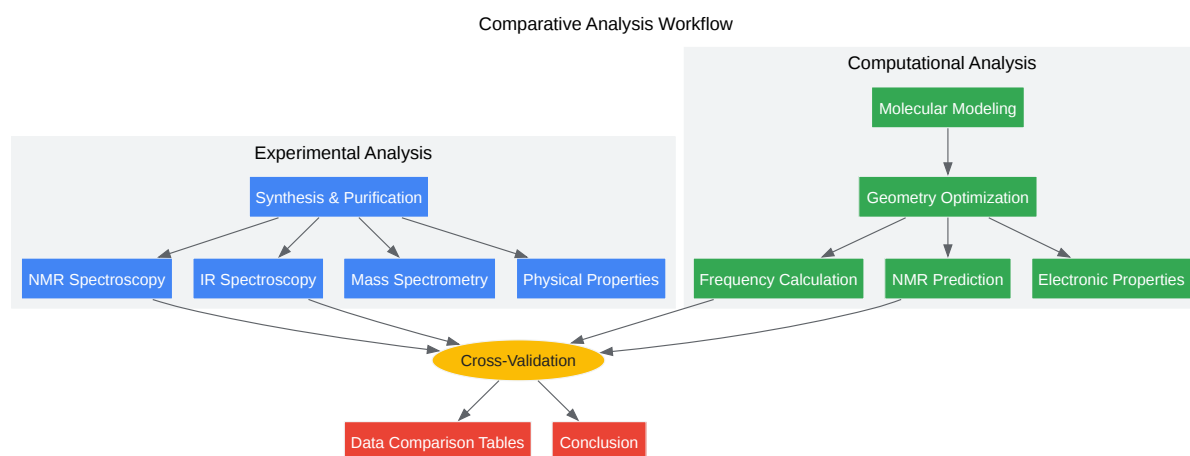 Comparative Analysis Workflow
Computational Analysis
Molecular Modeling
Experimental Analysis
Synthesis & Purification
Geometry Optimization
NMR Spectroscopy
IR Spectroscopy
Mass Spectrometry
Physical Properties
Frequency Calculation
NMR Prediction
Electronic Properties
Cross-Validation
Data Comparison Tables
Conclusion